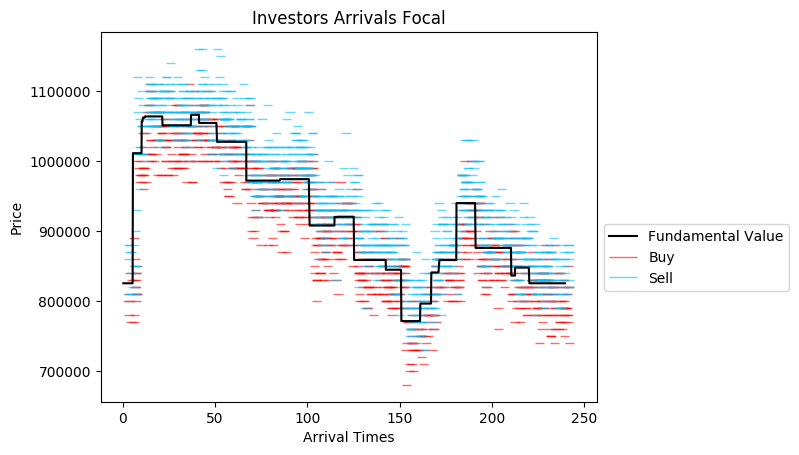 Investors Arrivals Focal
Price
1100000
1000000
900000
800000
700000
0 50 100 150 200 250
Arrival Times
Fundamental Value
Buy
Sell